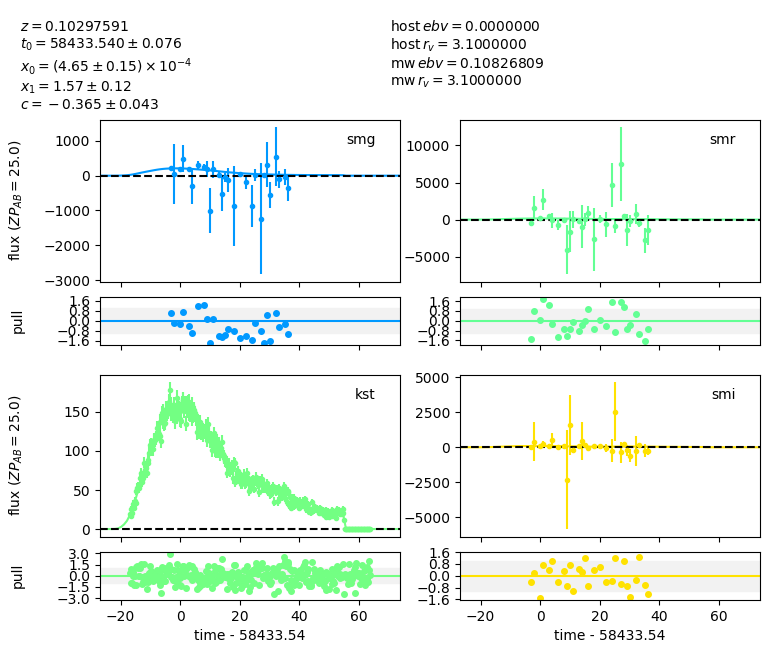 z = 0.10297591
t₀ = 58433.540 ± 0.076
x₀ = (4.65 ± 0.15) × 10⁻⁴
x₁ = 1.57 ± 0.12
c = −0.365 ± 0.043
host ebv = 0.0000000
host r_v = 3.1000000
mw ebv = 0.10826809
mw r_v = 3.1000000
smg
1000
0
−1000
−2000
−3000
flux (ZP_AB = 25.0)
smr
10000
5000
0
−5000
1.6
0.8
0.0
−0.8
−1.6
pull
1.6
0.8
0.0
−0.8
−1.6
kst
150
100
50
0
flux (ZP_AB = 25.0)
smi
5000
2500
0
−2500
−5000
3.0
1.5
0.0
−1.5
−3.0
pull
−20 0 20 40 60
time - 58433.54
1.6
0.8
0.0
−0.8
−1.6
−20 0 20 40 60
time - 58433.54